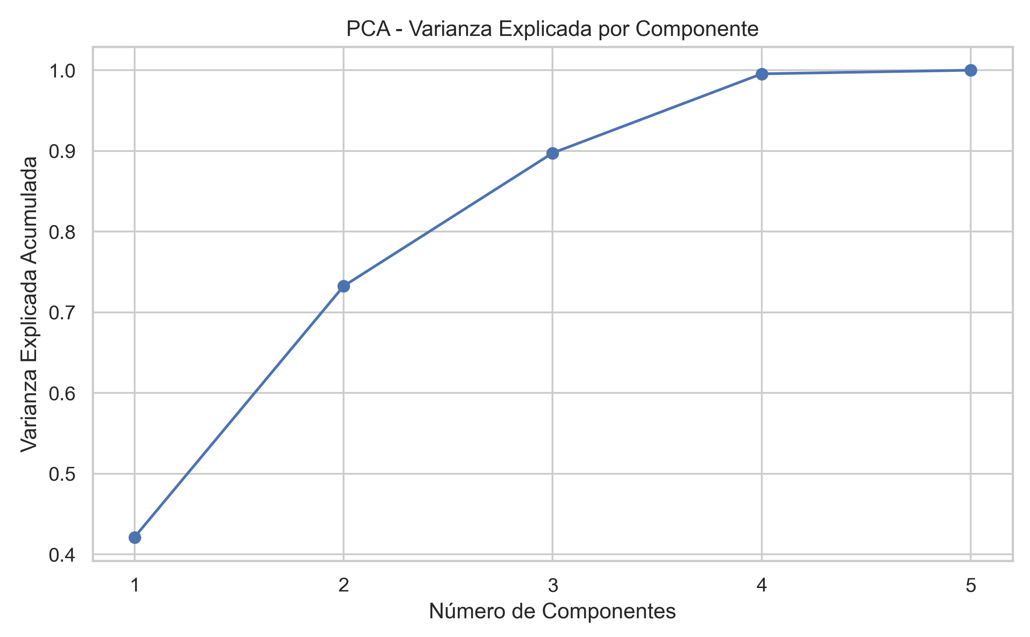 PCA - Varianza Explicada por Componente
1.0
0.9
0.8
0.7
0.6
0.5
0.4
Varianza Explicada Acumulada
1 2 3 4 5
Número de Componentes